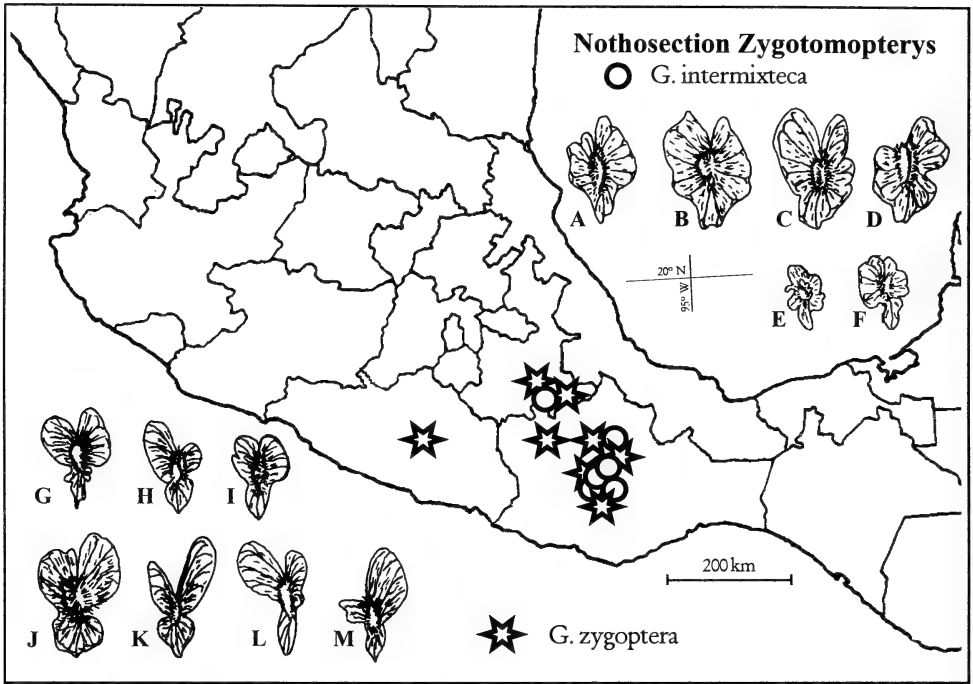 Nothosection Zygotomopterys
G. intermixteca
A
B
C
D
20° N
95° W
E
F
G
H
I
200 km
J
K
L
M
G. zygoptera